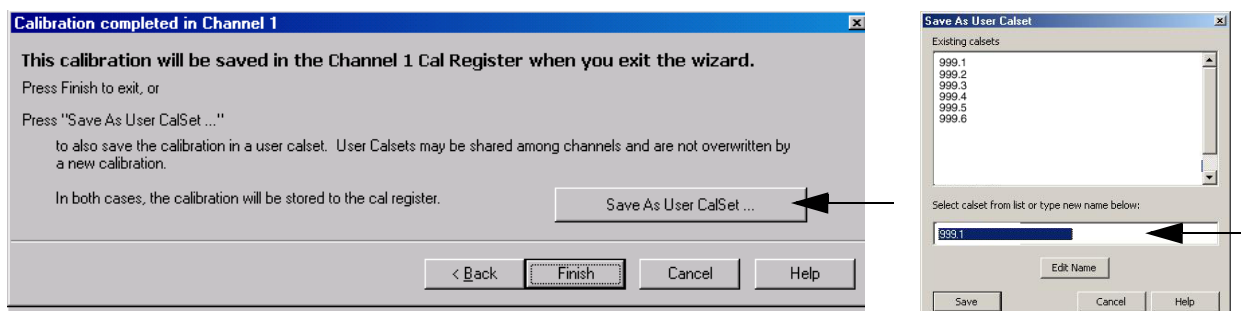 Calibration completed in Channel 1
This calibration will be saved in the Channel 1 Cal Register when you exit the wizard.
Press Finish to exit, or
Press "Save As User CalSet ..."
to also save the calibration in a user calset. User Calsets may be shared among channels and are not overwritten by
a new calibration.
In both cases, the calibration will be stored to the cal register.
Save As User CalSet ...
< Back
Finish
Cancel
Help
Save As User Calset
Existing calsets
999.1
999.2
999.3
999.4
999.5
999.6
Select calset from list or type new name below:
999.1
Edit Name
Save
Cancel
Help